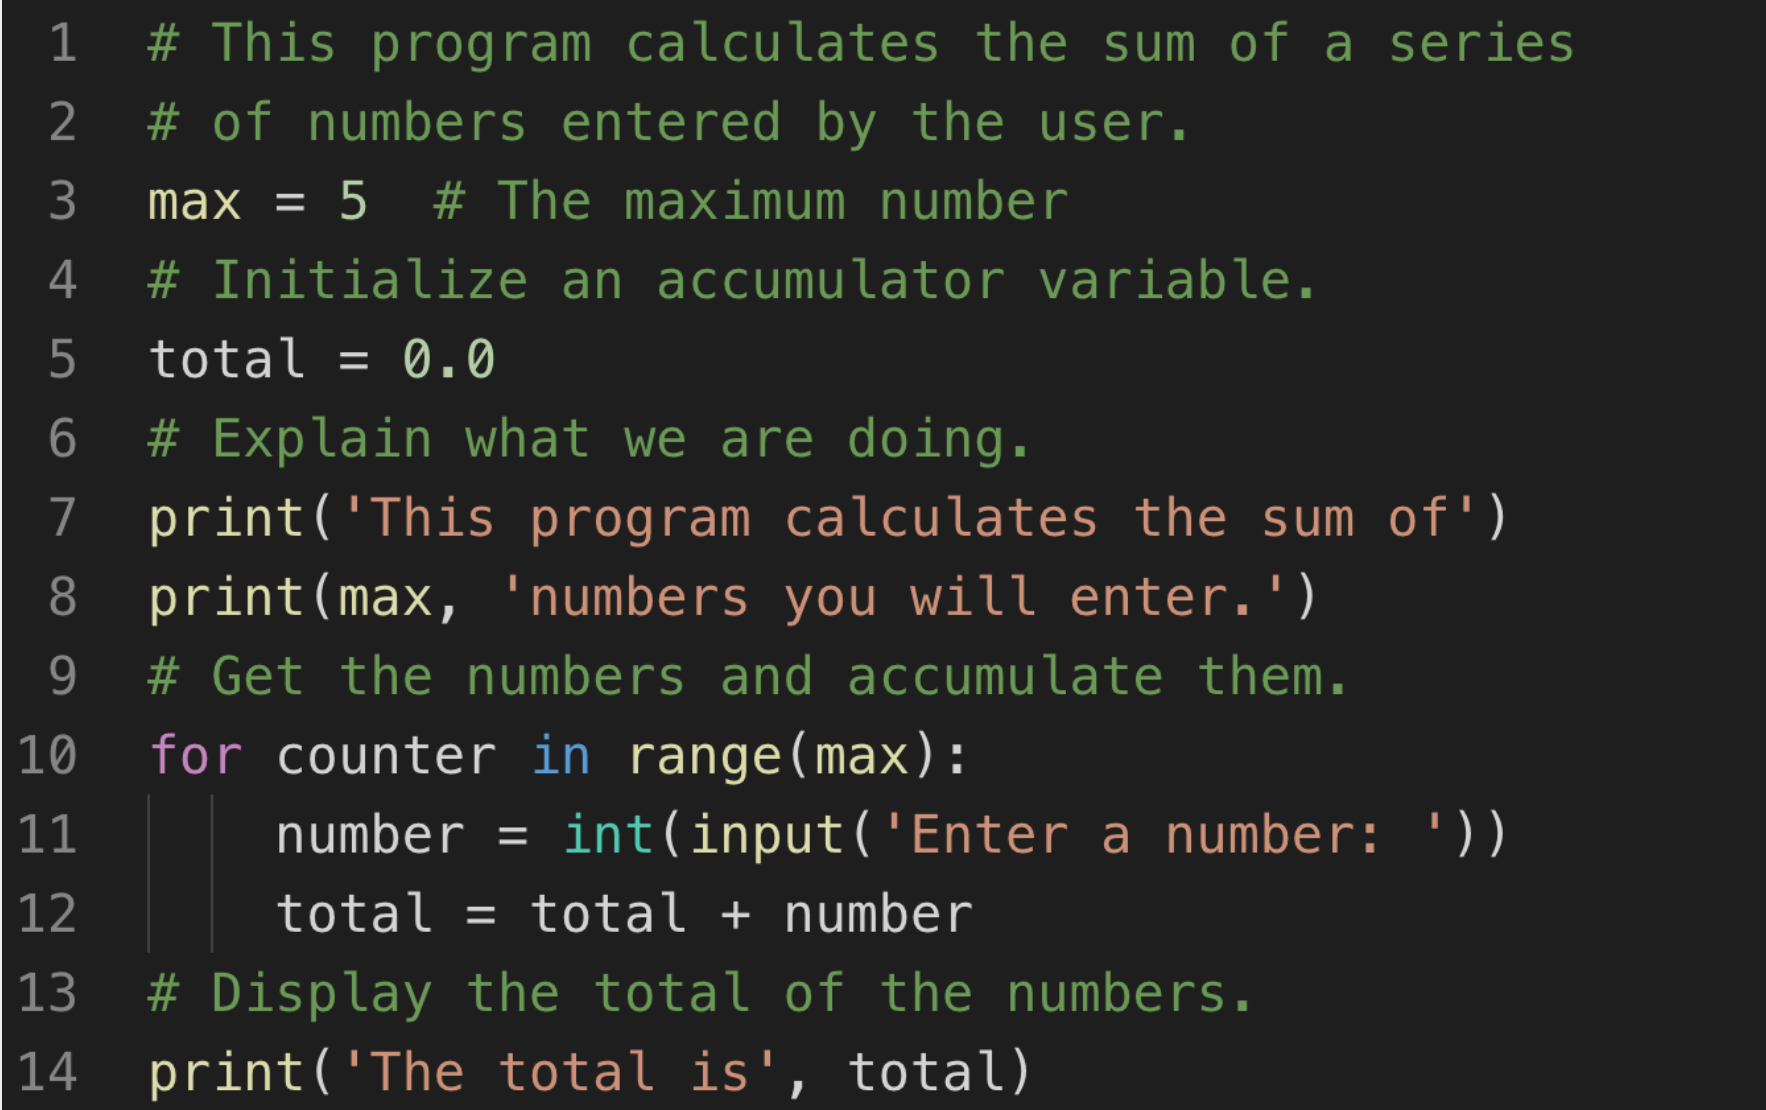 1 # This program calculates the sum of a series
2 # of numbers entered by the user.
3 max = 5  # The maximum number
4 # Initialize an accumulator variable.
5 total = 0.0
6 # Explain what we are doing.
7 print('This program calculates the sum of')
8 print(max, 'numbers you will enter.')
9 # Get the numbers and accumulate them.
10 for counter in range(max):
11     number = int(input('Enter a number: '))
12     total = total + number
13 # Display the total of the numbers.
14 print('The total is', total)